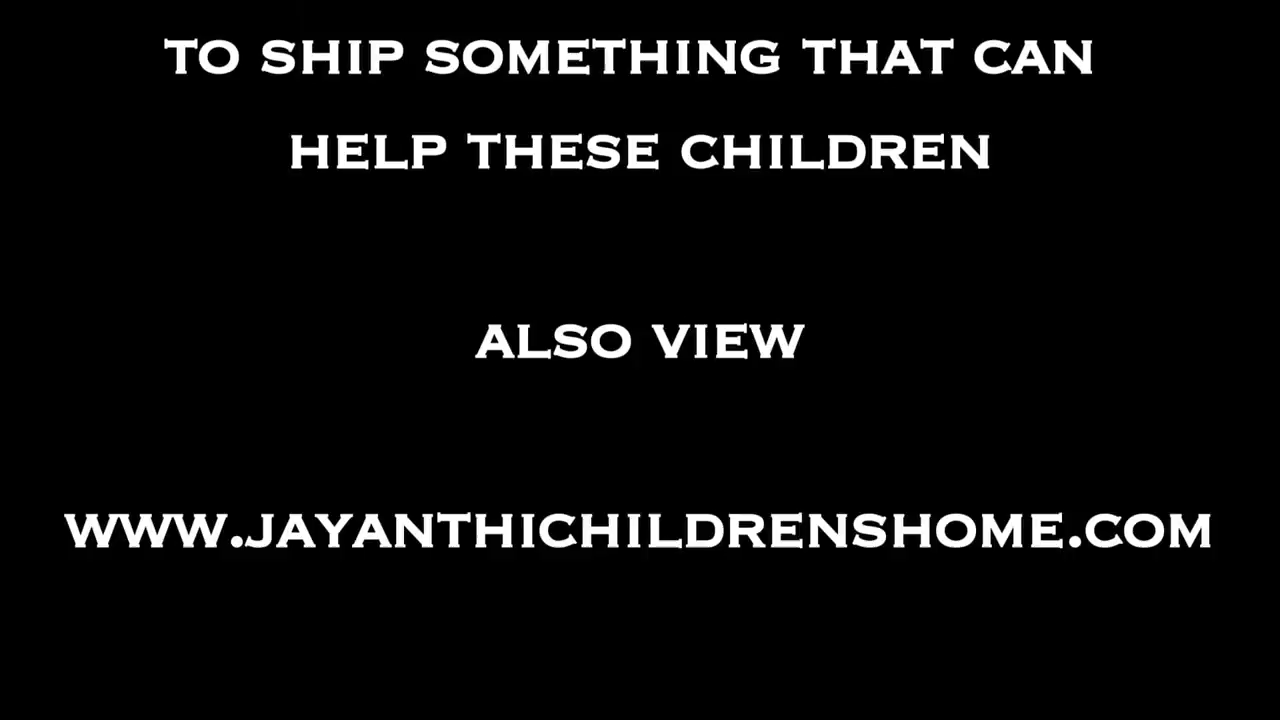 TO SHIP SOMETHING THAT CAN
HELP THESE CHILDREN
ALSO VIEW
WWW.JAYANTHICHILDRENSHOME.COM